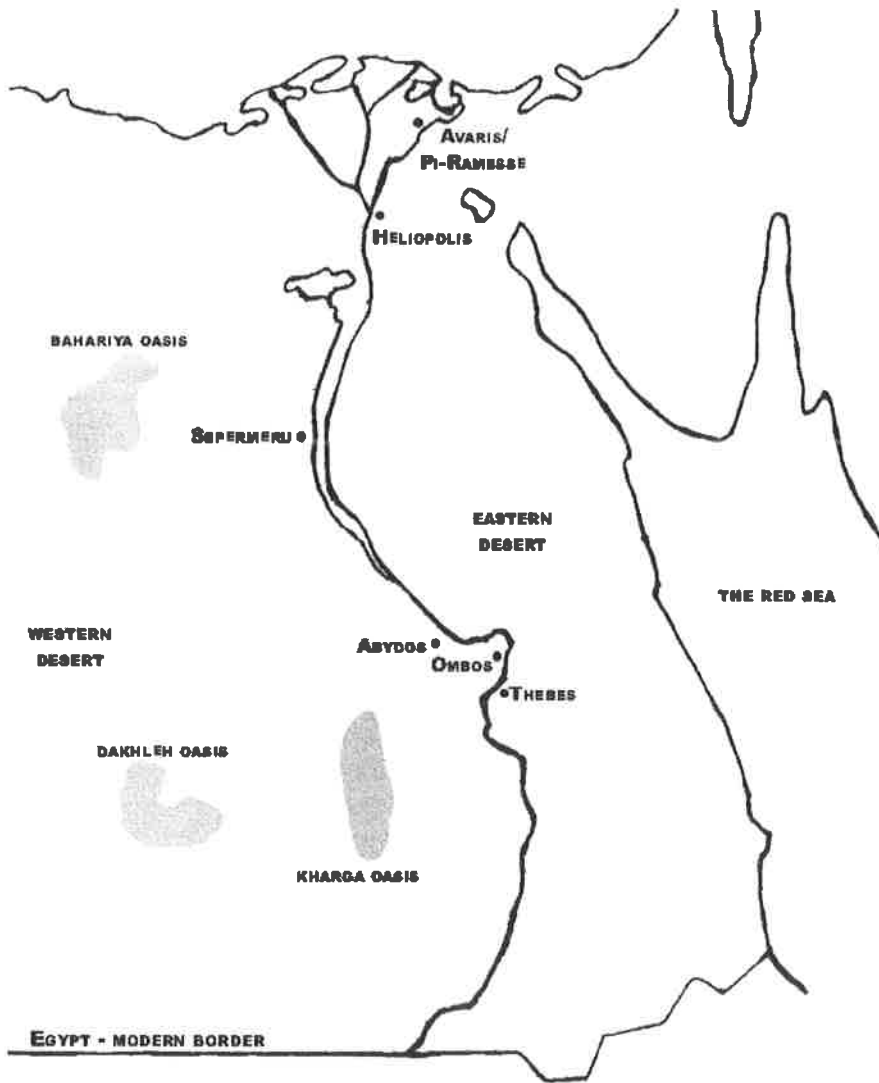 AVARIS/
PI-RAMESSE
HELIOPOLIS
BAHARIYA OASIS
SEPERMERU
EASTERN
DESERT
THE RED SEA
WESTERN
DESERT
ABYDOS
OMBOS
THEBES
DAKHLEH OASIS
KHARGA OASIS
EGYPT - MODERN BORDER